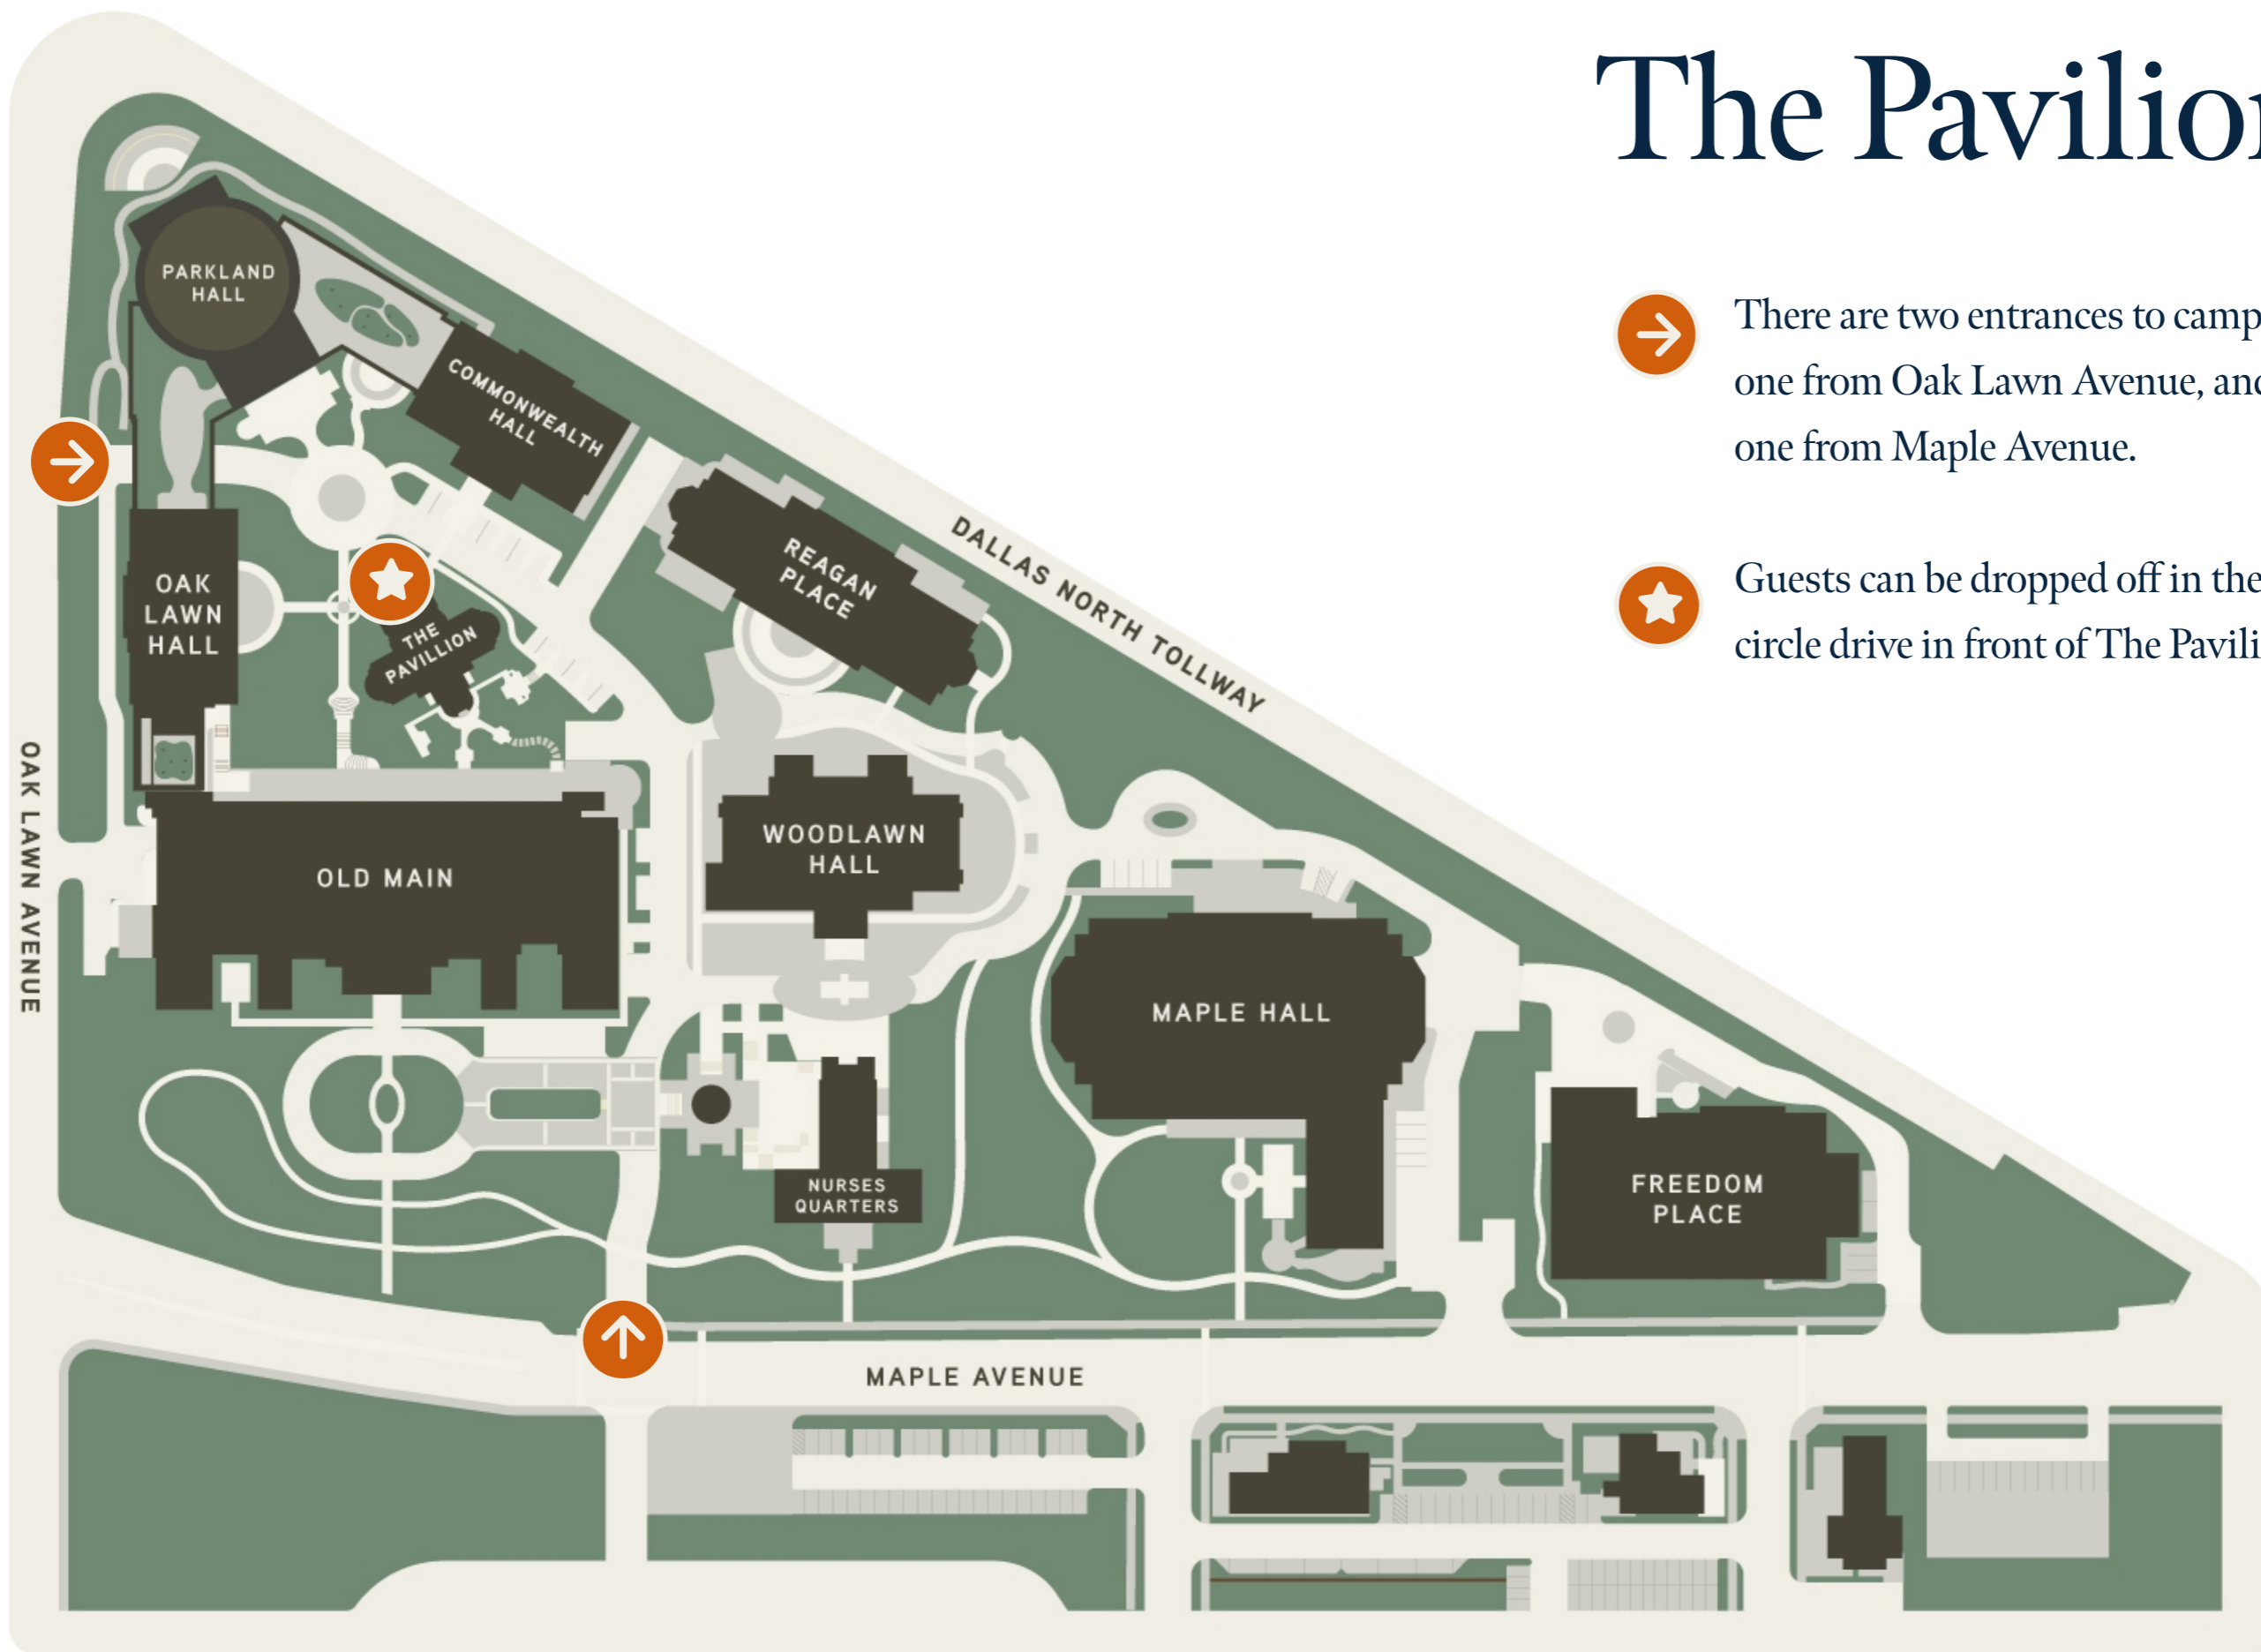 The Pavilion
There are two entrances to camp
one from Oak Lawn Avenue, and
one from Maple Avenue.
Guests can be dropped off in the
circle drive in front of The Pavili
PARKLAND
HALL
COMMONWEALTH
HALL
REAGAN
PLACE
DALLAS NORTH TOLLWAY
OAK
LAWN
HALL
THE
PAVILLION
OAK LAWN AVENUE
OLD MAIN
WOODLAWN
HALL
MAPLE HALL
NURSES
QUARTERS
FREEDOM
PLACE
MAPLE AVENUE